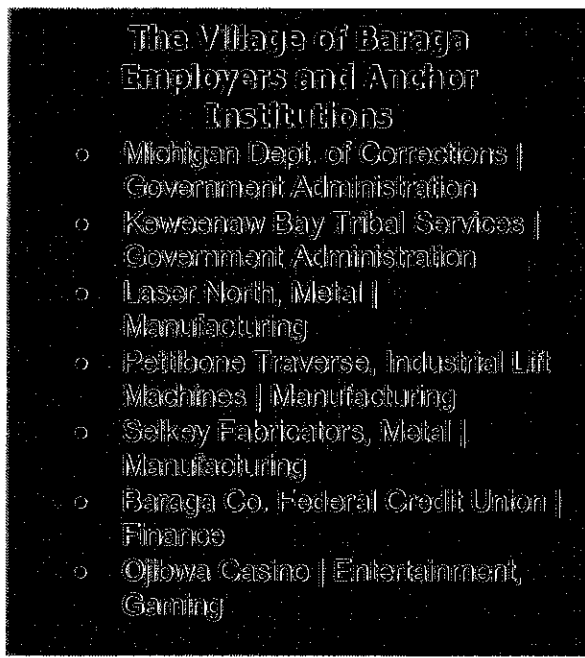 The Village of Baraga
Employers and Anchor
Institutions
o Michigan Dept. of Corrections |
Government Administration
o Keweenaw Bay Tribal Services |
Government Administration
o Laser North, Metal |
Manufacturing
o Pettibone Traverse, Industrial Lift
Machines | Manufacturing
o Selkey Fabricators, Metal |
Manufacturing
o Baraga Co. Federal Credit Union |
Finance
o Ojibwa Casino | Entertainment,
Gaming